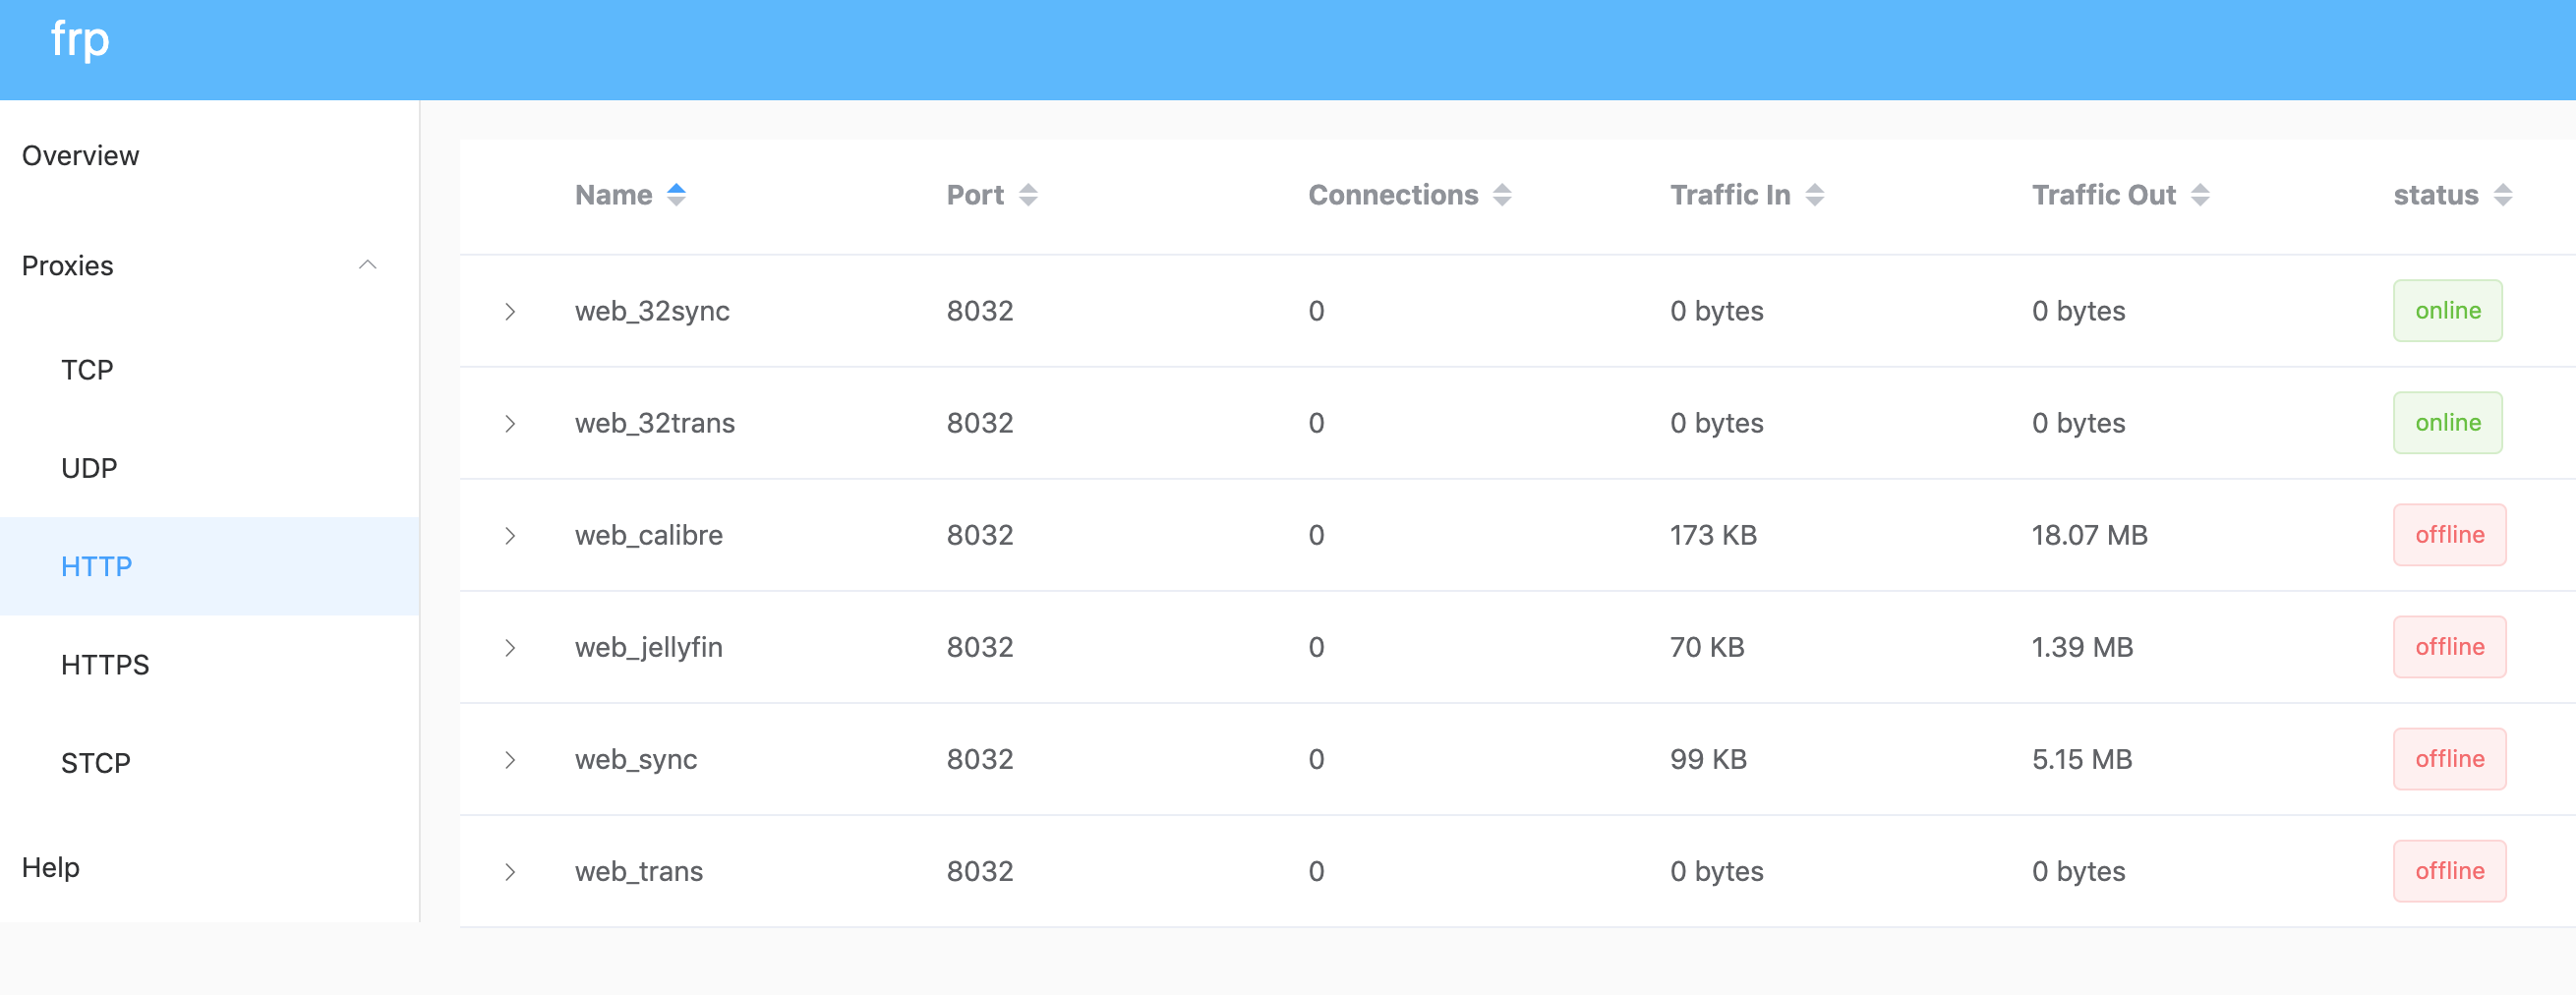 frp
Overview
Proxies
TCP
UDP
HTTP
HTTPS
STCP
Help
Name Port Connections Traffic In Traffic Out status
web_32sync 8032 0 0 bytes 0 bytes online
web_32trans 8032 0 0 bytes 0 bytes online
web_calibre 8032 0 173 KB 18.07 MB offline
web_jellyfin 8032 0 70 KB 1.39 MB offline
web_sync 8032 0 99 KB 5.15 MB offline
web_trans 8032 0 0 bytes 0 bytes offline